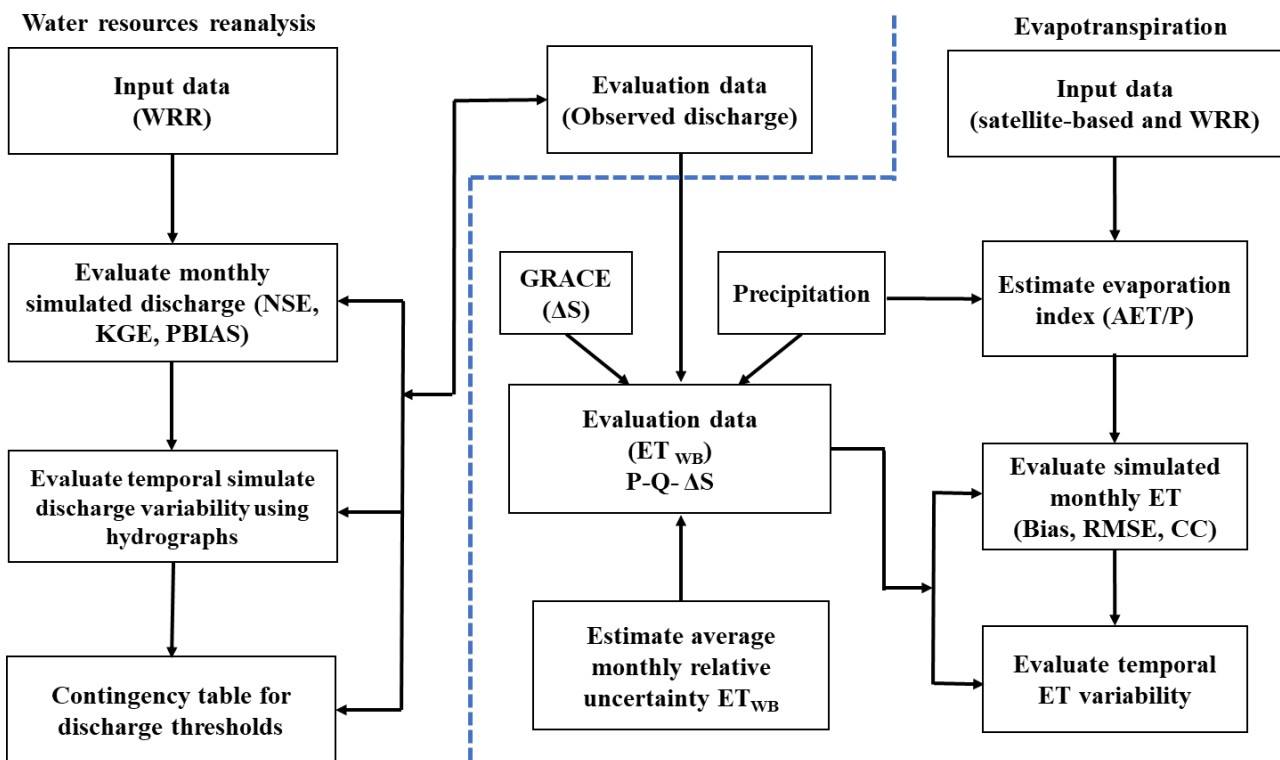 Water resources reanalysis
Input data
(WRR)
Evaluate monthly
simulated discharge (NSE,
KGE, PBIAS)
Evaluate temporal simulate
discharge variability using
hydrographs
Contingency table for
discharge thresholds
Evaluation data
(Observed discharge)
GRACE
(ΔS)
Precipitation
Evaluation data
(ET WB)
P-Q- ΔS
Estimate average
monthly relative
uncertainty ETWB
Evapotranspiration
Input data
(satellite-based and WRR)
Estimate evaporation
index (AET/P)
Evaluate simulated
monthly ET
(Bias, RMSE, CC)
Evaluate temporal
ET variability